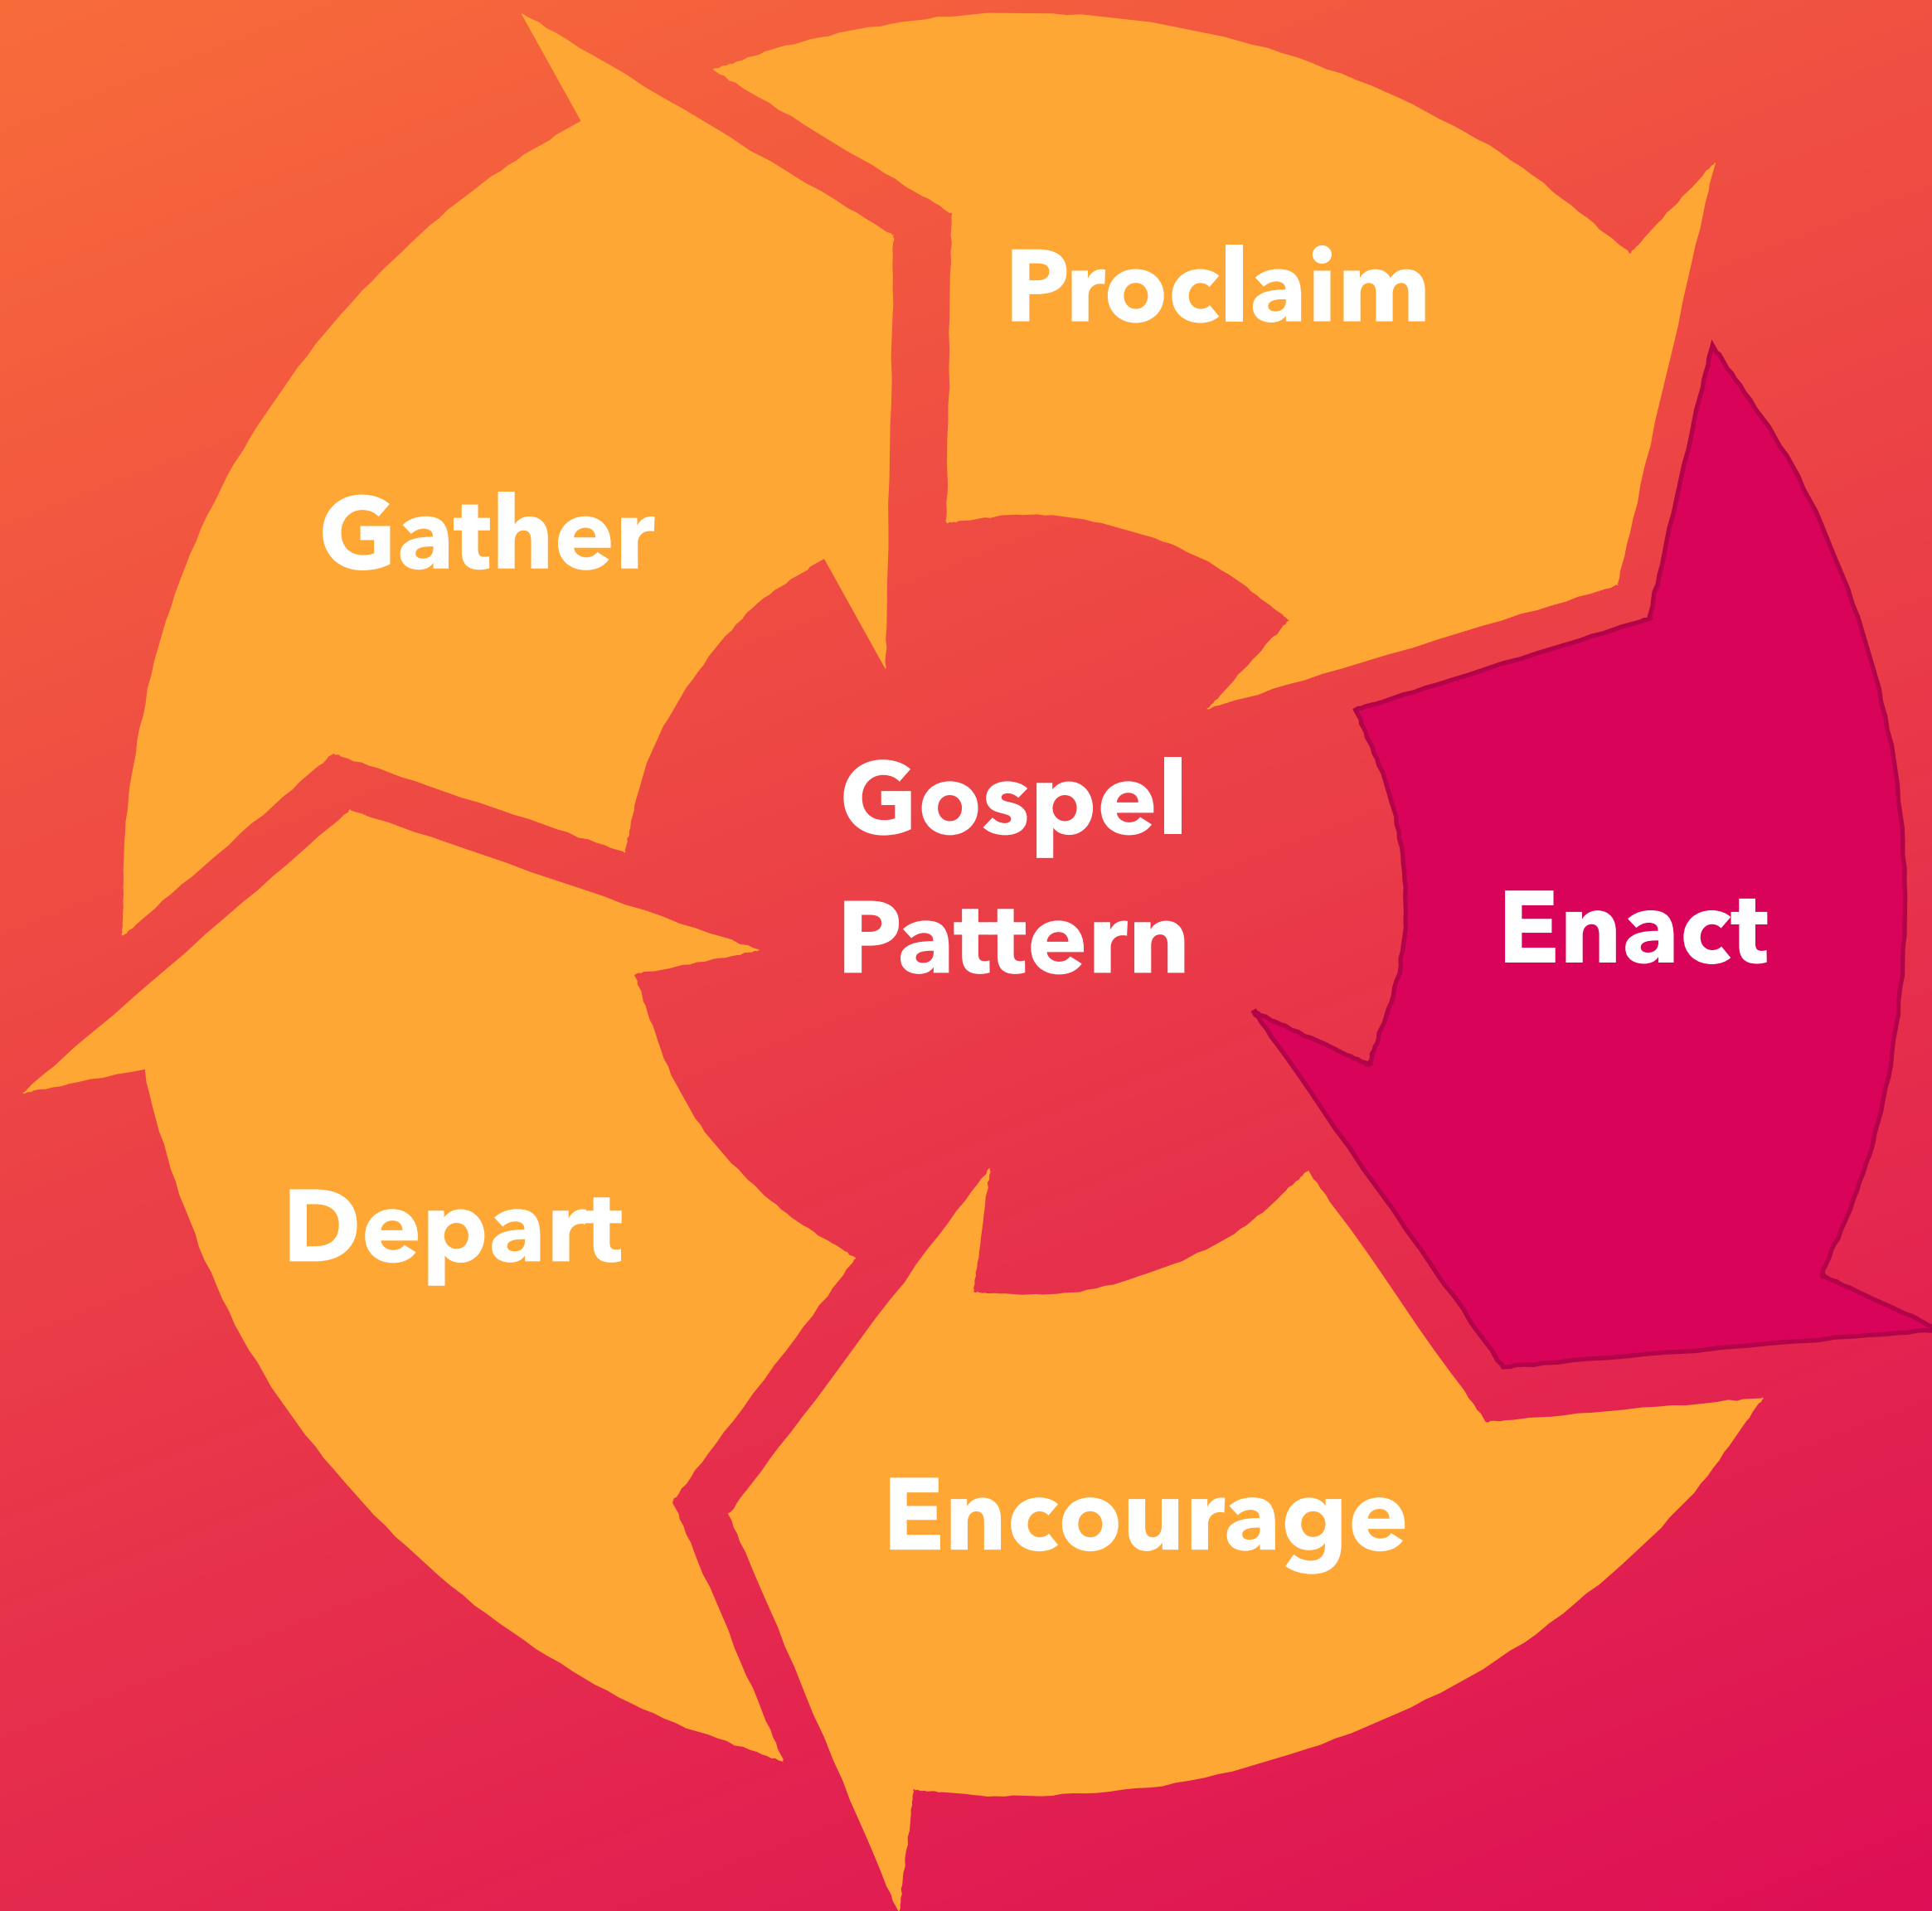 Proclaim
Gather
Gospel
Pattern
Enact
Depart
Encourage